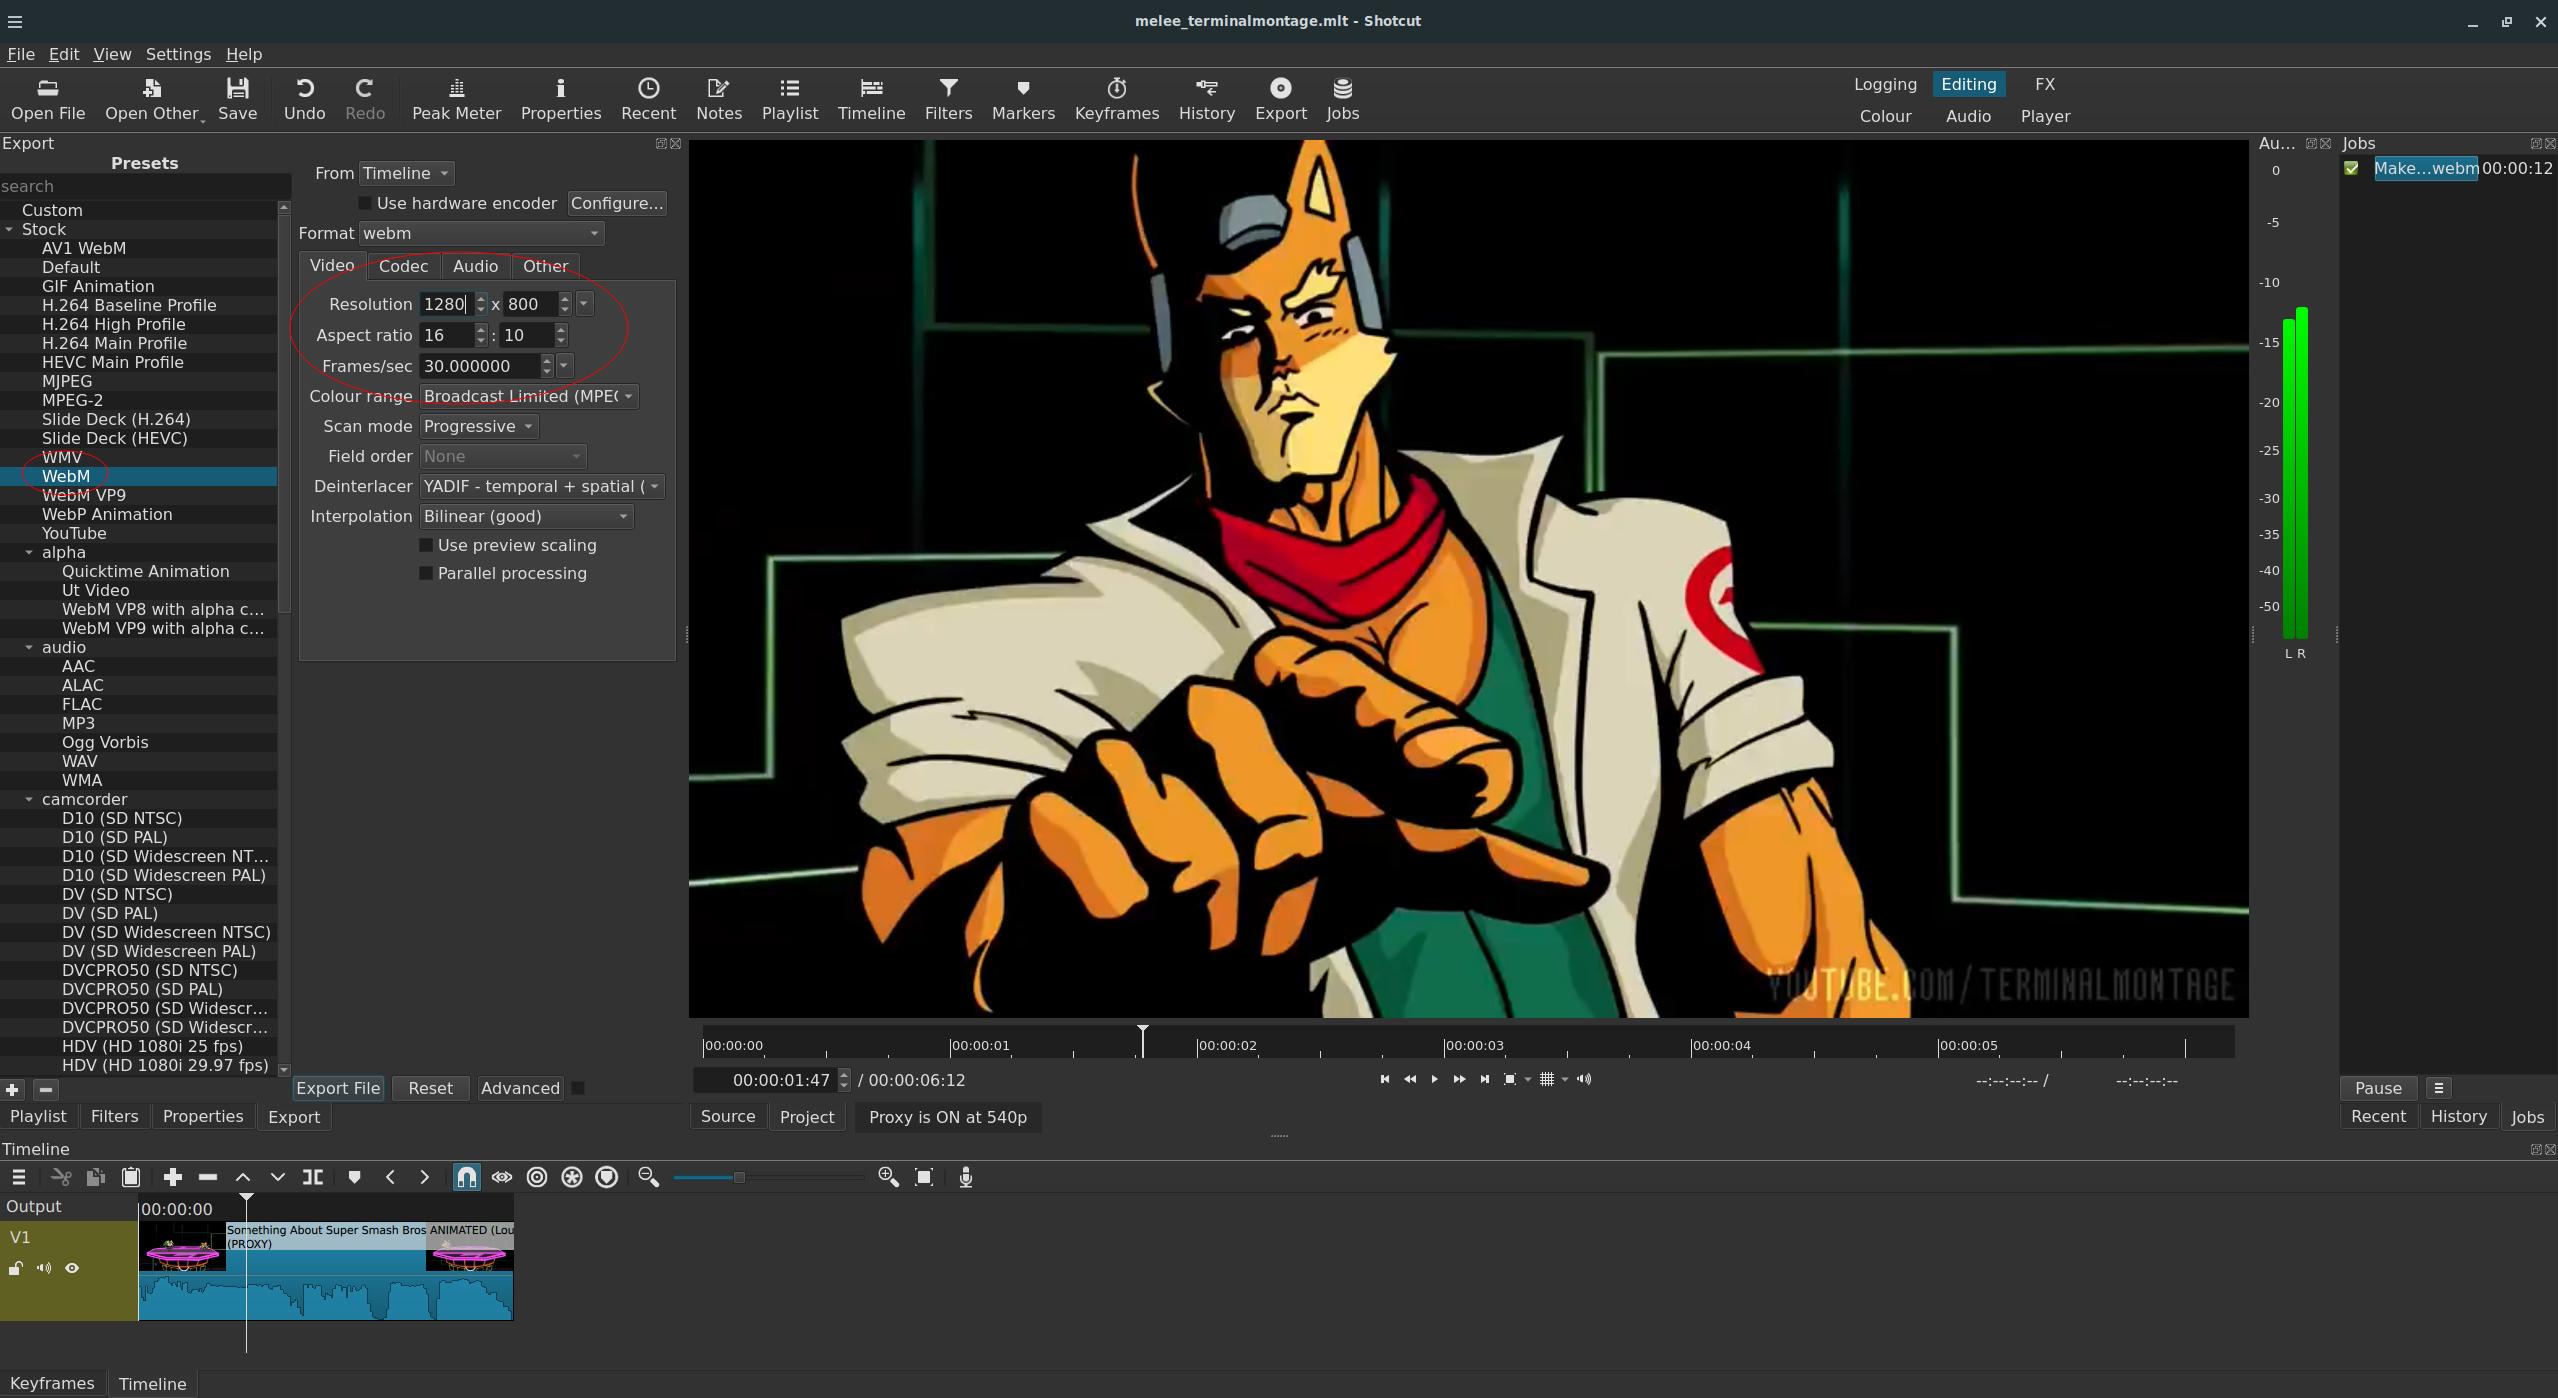 melee_terminalmontage.mlt - Shotcut
File Edit View Settings Help
Open File Open Other Save Undo Redo Peak Meter Properties Recent Notes Playlist Timeline Filters Markers Keyframes History Export Jobs
Logging Editing FX
Colour Audio Player
Export
Presets
search
Custom
Stock
AV1 WebM
Default
GIF Animation
H.264 Baseline Profile
H.264 High Profile
H.264 Main Profile
HEVC Main Profile
MJPEG
MPEG-2
Slide Deck (H.264)
Slide Deck (HEVC)
WMV
WebM
WebM VP9
WebP Animation
YouTube
alpha
Quicktime Animation
Ut Video
WebM VP8 with alpha c...
WebM VP9 with alpha c...
audio
AAC
ALAC
FLAC
MP3
Ogg Vorbis
WAV
WMA
camcorder
D10 (SD NTSC)
D10 (SD PAL)
D10 (SD Widescreen NT...
D10 (SD Widescreen PAL)
DV (SD NTSC)
DV (SD PAL)
DV (SD Widescreen NTSC)
DV (SD Widescreen PAL)
DVCPRO50 (SD NTSC)
DVCPRO50 (SD PAL)
DVCPRO50 (SD Widescr...
DVCPRO50 (SD Widescr...
HDV (HD 1080i 25 fps)
HDV (HD 1080i 29.97 fps)
From Timeline
Use hardware encoder Configure...
Format webm
Video Codec Audio Other
Resolution 1280 x 800
Aspect ratio 16 : 10
Frames/sec 30.000000
Colour range Broadcast Limited (MPEC
Scan mode Progressive
Field order None
Deinterlacer YADIF - temporal + spatial (
Interpolation Bilinear (good)
Use preview scaling
Parallel processing
Export File Reset Advanced
Playlist Filters Properties Export
YOUTUBE.COM/TERMINALMONTAGE
00:00:00 00:00:01 00:00:02 00:00:03 00:00:04 00:00:05
00:00:01:47 / 00:00:06:12 --:--:--:-- / --:--:--:--
Source Project Proxy is ON at 540p
Au...
0
-5
-10
-15
-20
-25
-30
-35
-40
-50
L R
Jobs
Make...webm 00:00:12
Pause
Recent History Jobs
Timeline
Output 00:00:00
V1
Something About Super Smash Bros ANIMATED (Lou
(PROXY)
Keyframes Timeline